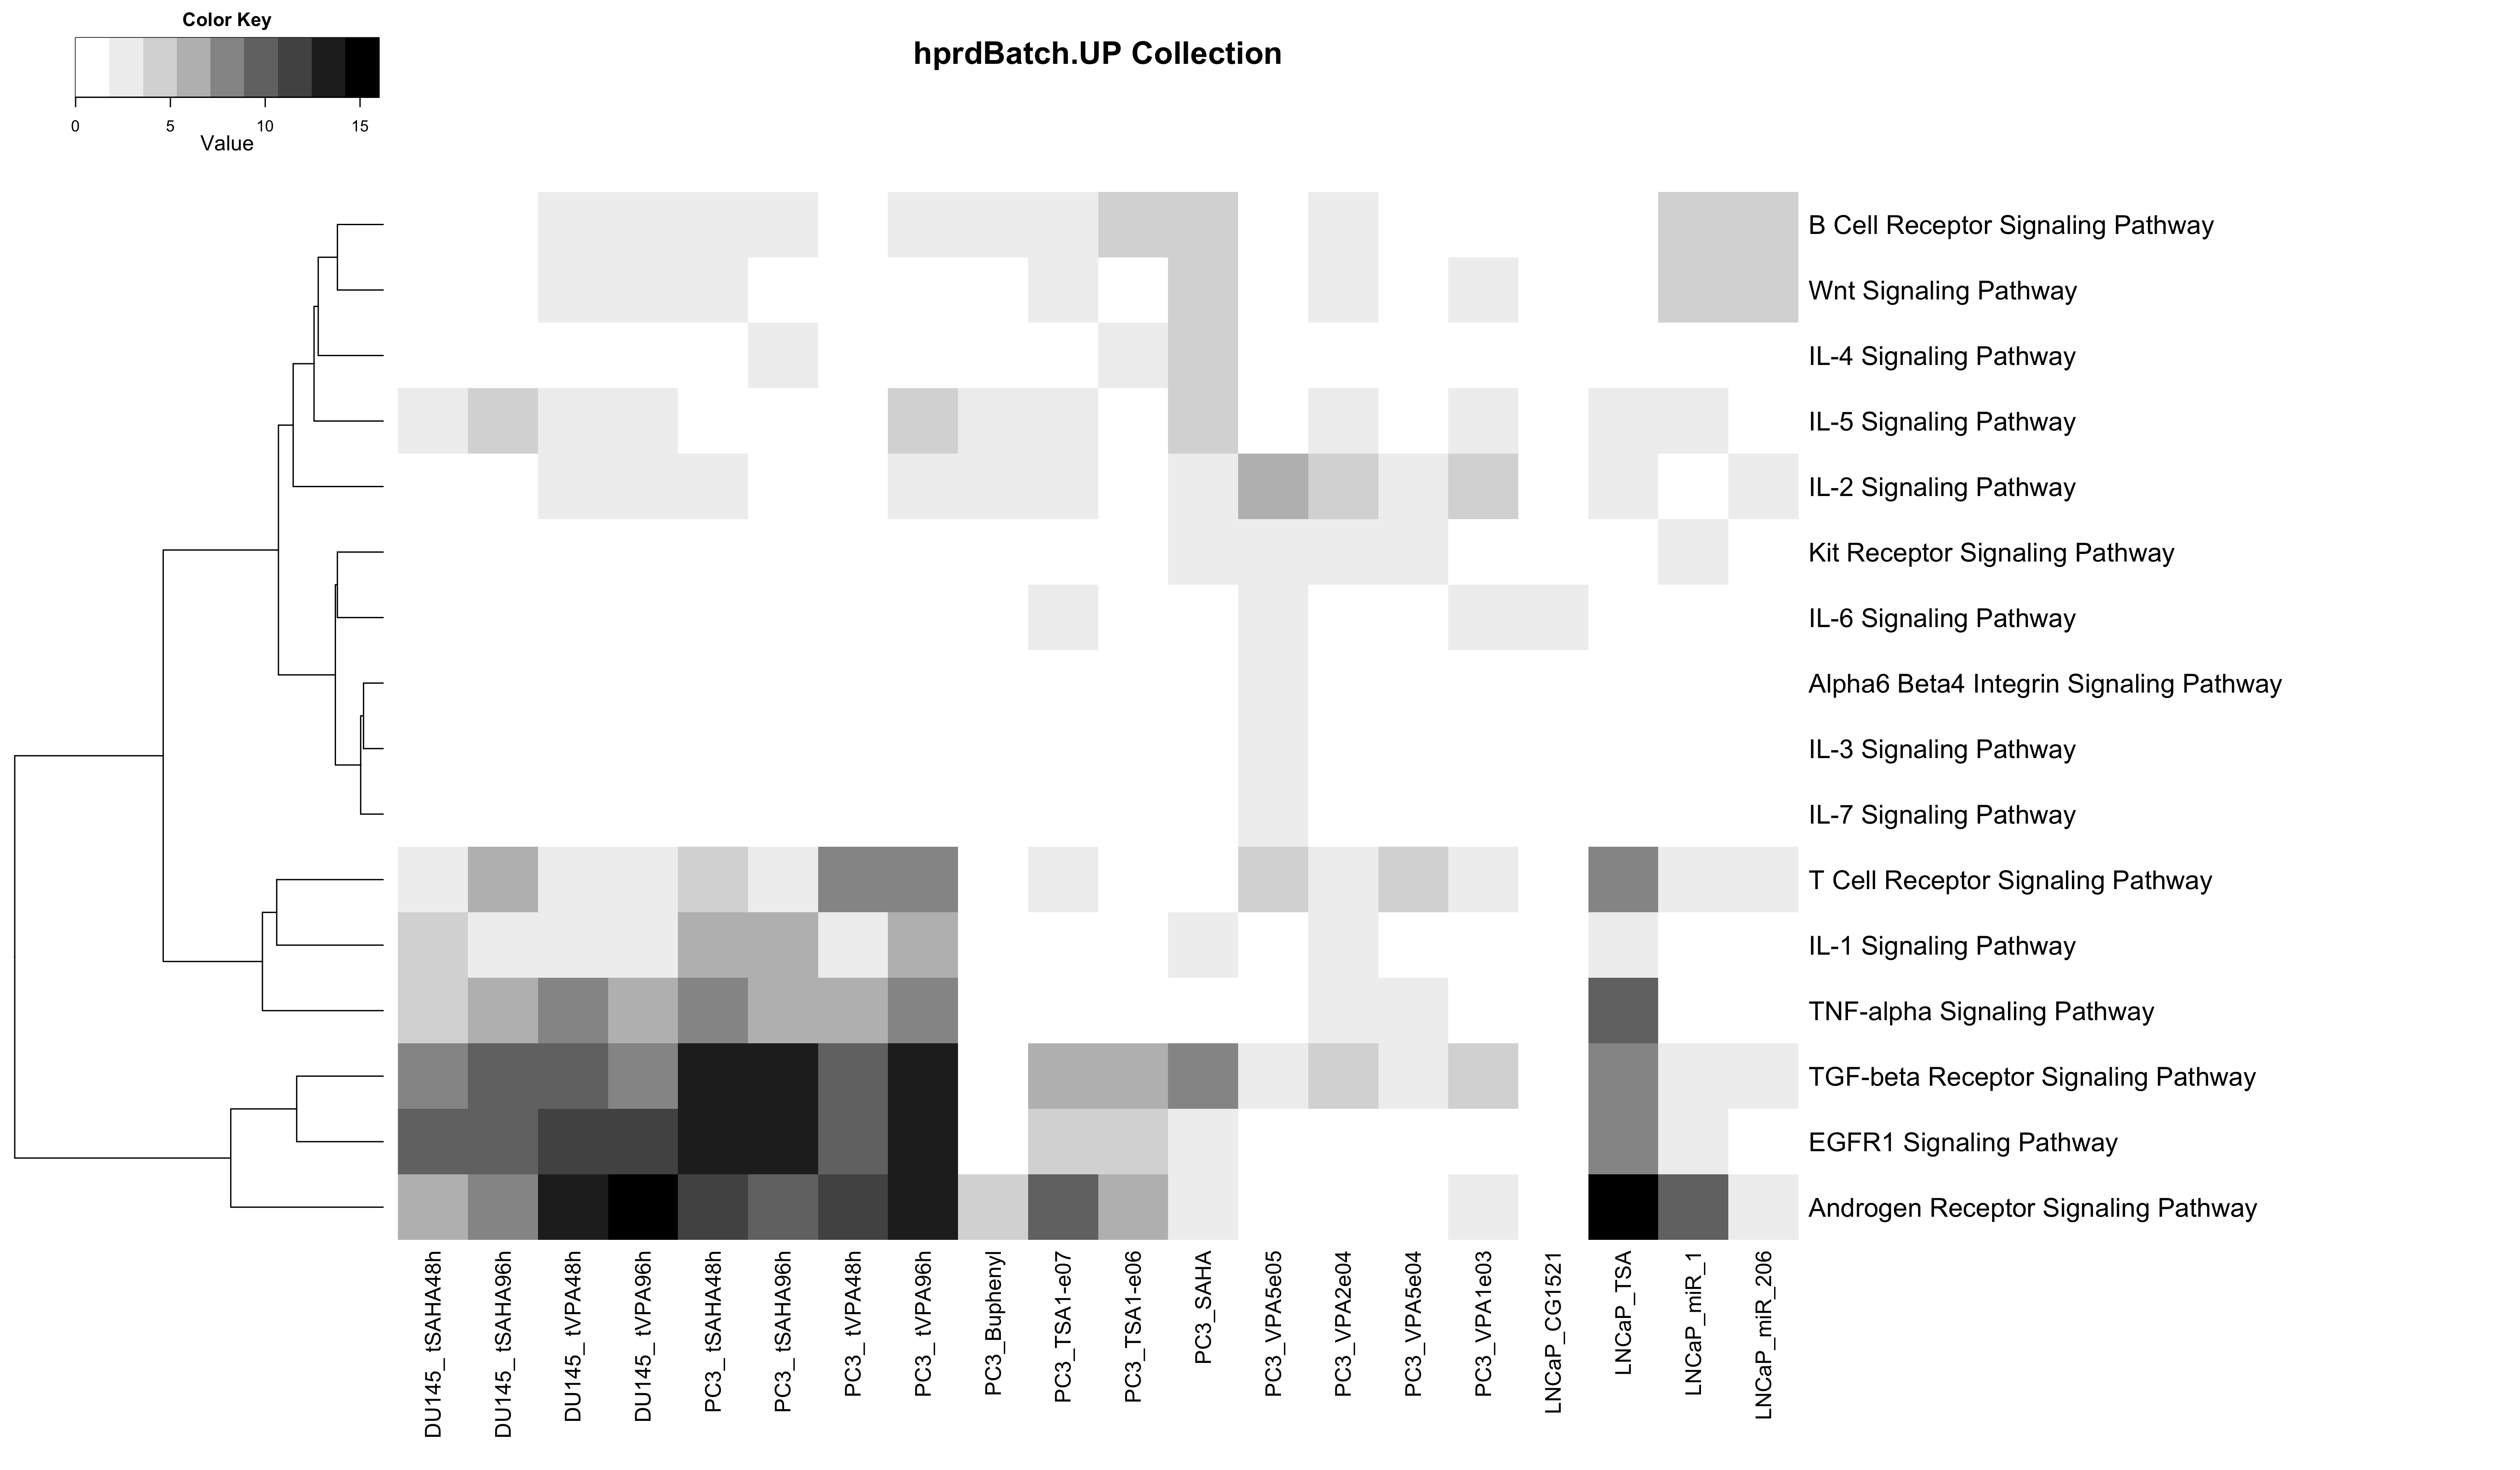 Color Key
0 5 10 15
Value
hprdBatch.UP Collection
B Cell Receptor Signaling Pathway
Wnt Signaling Pathway
IL-4 Signaling Pathway
IL-5 Signaling Pathway
IL-2 Signaling Pathway
Kit Receptor Signaling Pathway
IL-6 Signaling Pathway
Alpha6 Beta4 Integrin Signaling Pathway
IL-3 Signaling Pathway
IL-7 Signaling Pathway
T Cell Receptor Signaling Pathway
IL-1 Signaling Pathway
TNF-alpha Signaling Pathway
TGF-beta Receptor Signaling Pathway
EGFR1 Signaling Pathway
Androgen Receptor Signaling Pathway
DU145_ tSAHA48h
DU145_ tSAHA96h
DU145_ tVPA48h
DU145_ tVPA96h
PC3_ tSAHA48h
PC3_ tSAHA96h
PC3_ tVPA48h
PC3_ tVPA96h
PC3_Buphenyl
PC3_TSA1-e07
PC3_TSA1-e06
PC3_SAHA
PC3_VPA5e05
PC3_VPA2e04
PC3_VPA5e04
PC3_VPA1e03
LNCaP_CG1521
LNCaP_TSA
LNCaP_miR_1
LNCaP_miR_206